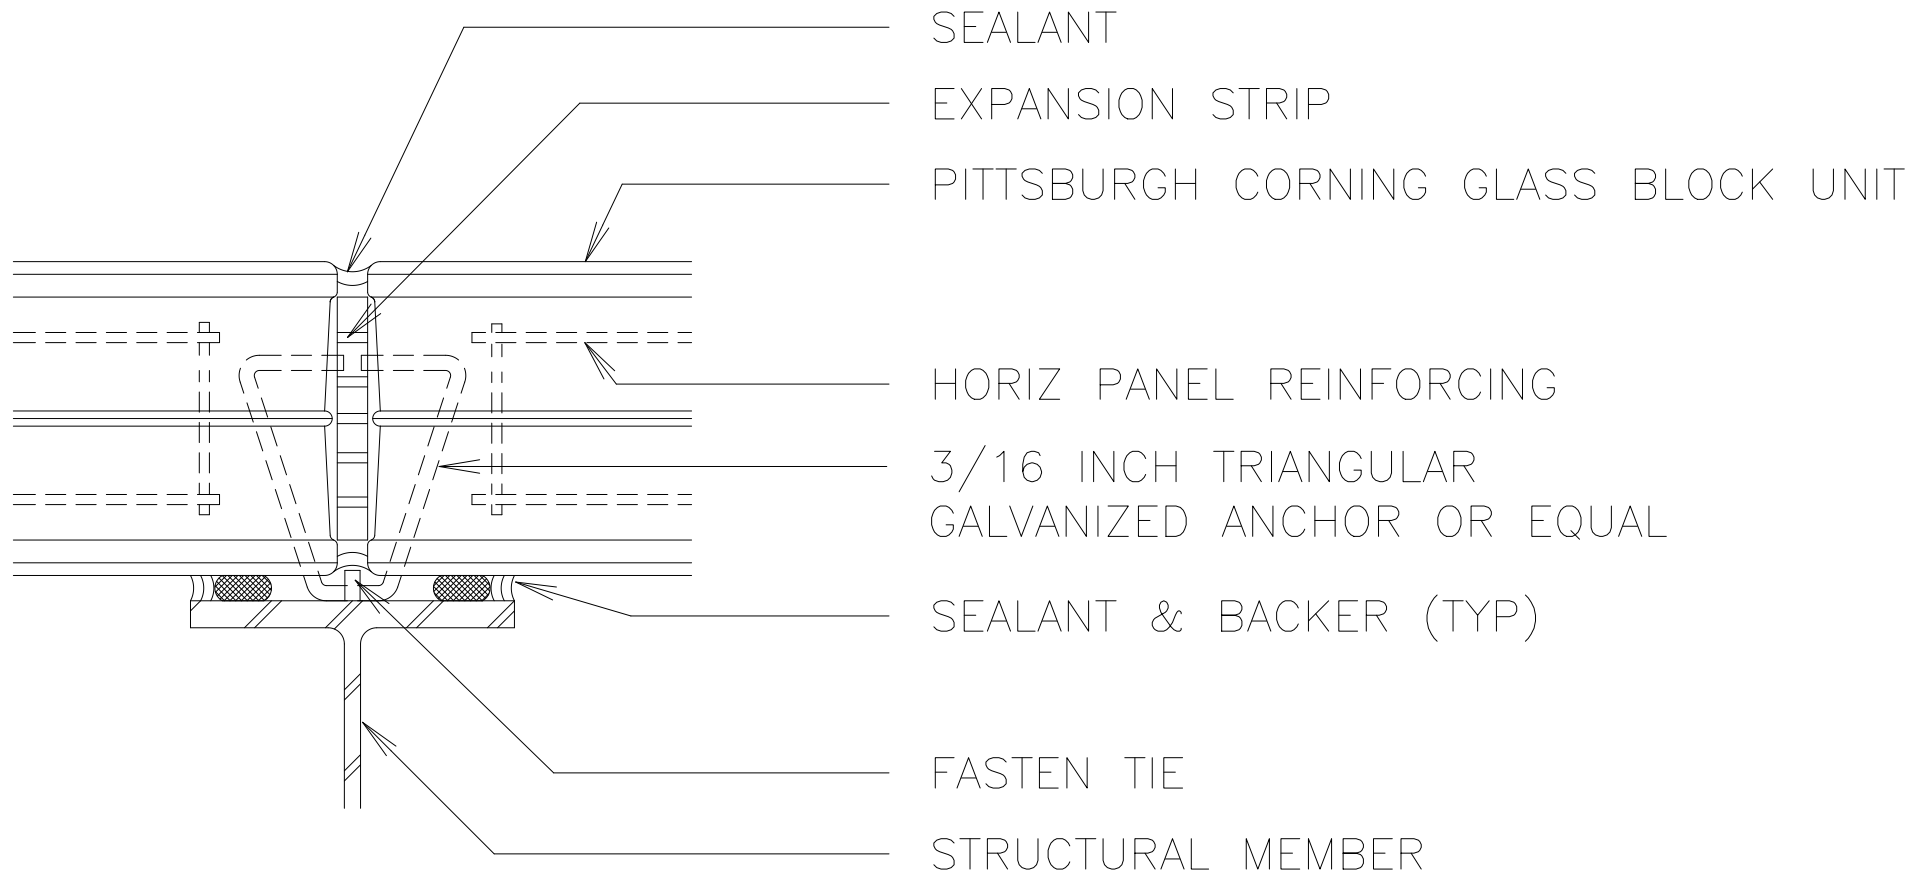 SEALANT
EXPANSION STRIP
PITTSBURGH CORNING GLASS BLOCK UNIT
HORIZ PANEL REINFORCING
3/16 INCH TRIANGULAR
GALVANIZED ANCHOR OR EQUAL
SEALANT & BACKER (TYP)
FASTEN TIE
STRUCTURAL MEMBER